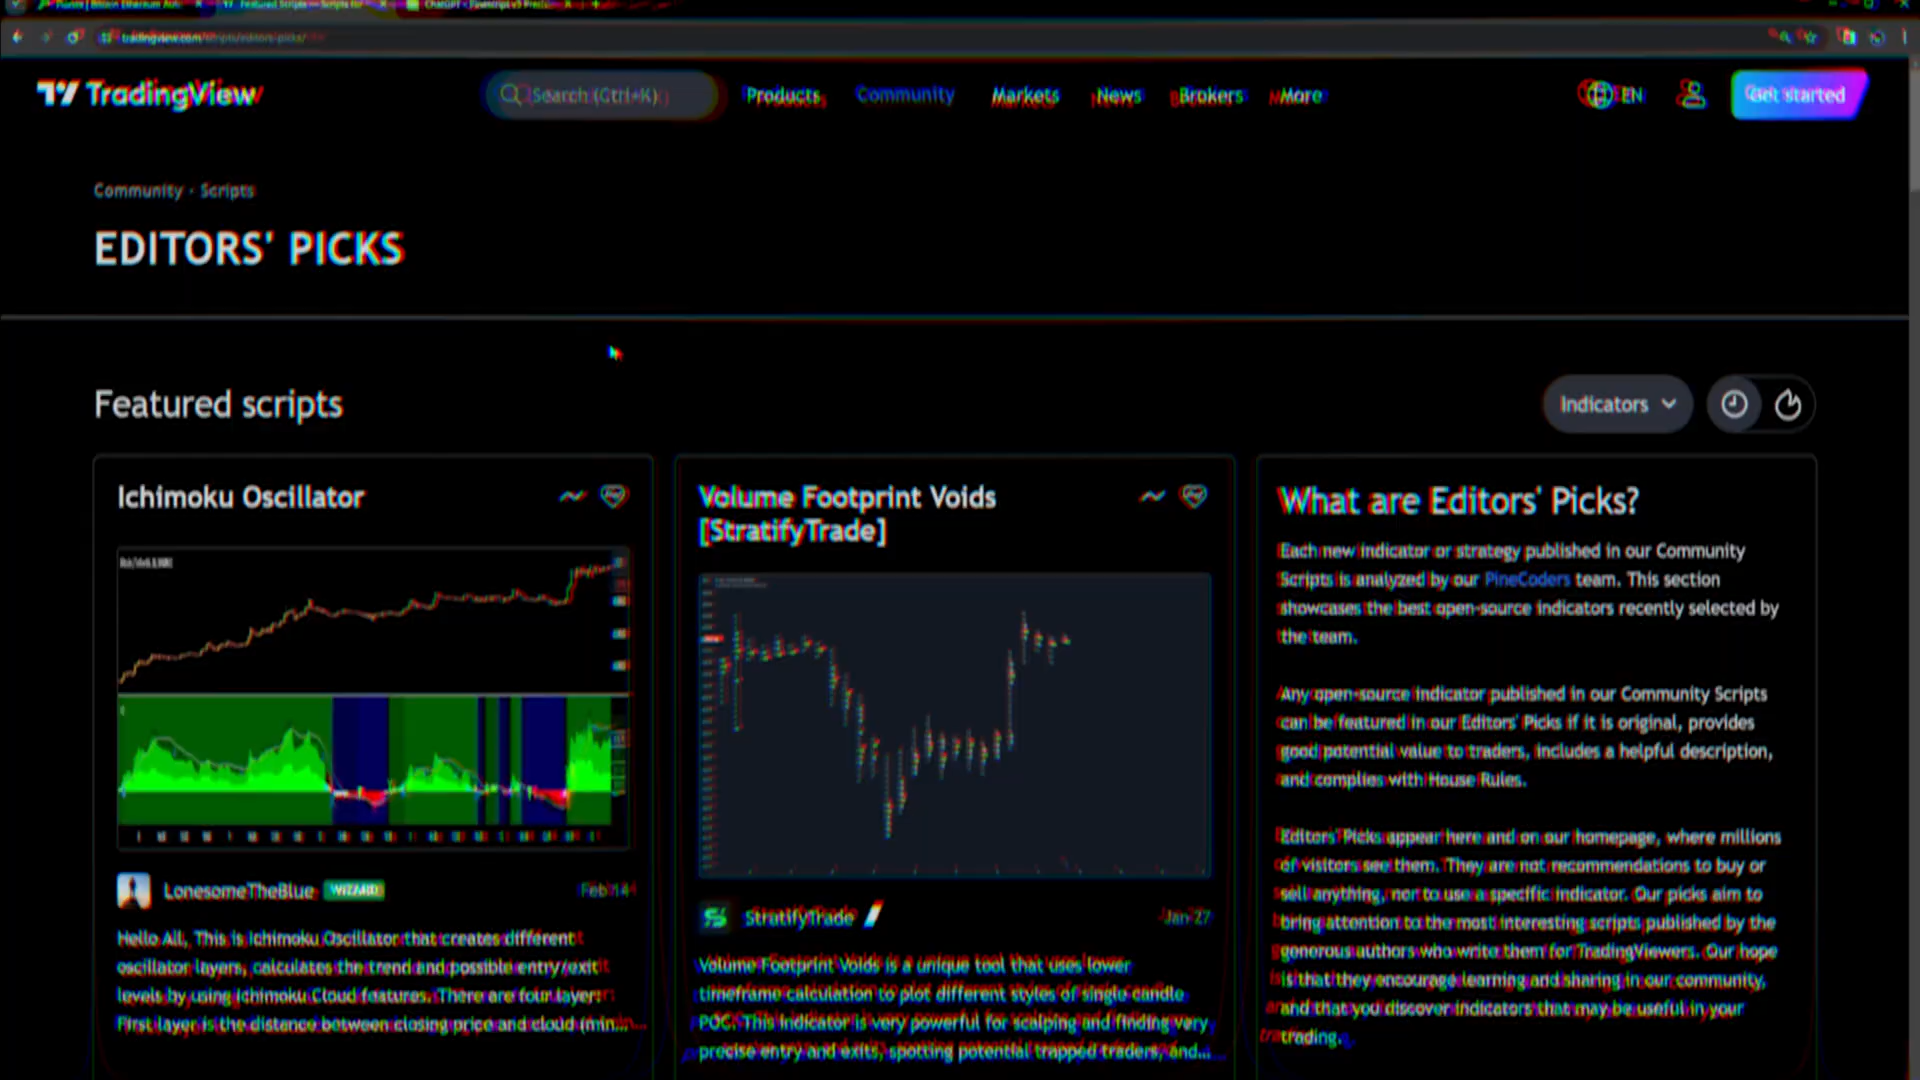 tradingview.com/scripts/editors-picks/
TradingView
Search (Ctrl+K)
Products
Community
Markets
News
Brokers
More
EN
Get started
Community · Scripts
EDITORS' PICKS
Featured scripts
Indicators
Ichimoku Oscillator
LonesomeTheBlue
WIZARD
Feb 14
Hello All, This is Ichimoku Oscillator that creates different
oscillator layers, calculates the trend and possible entry/exit
levels by using Ichimoku Cloud features. There are four layer:
First layer is the distance between closing price and cloud (min...
Volume Footprint Voids
[StratifyTrade]
StratifyTrade
Jan 27
Volume Footprint Voids is a unique tool that uses lower
timeframe calculation to plot different styles of single candle
POC. This indicator is very powerful for scalping and finding very
precise entry and exits, spotting potential trapped traders, and...
What are Editors' Picks?
Each new indicator or strategy published in our Community
Scripts is analyzed by our PineCoders team. This section
showcases the best open-source indicators recently selected by
the team.
Any open-source indicator published in our Community Scripts
can be featured in our Editors' Picks if it is original, provides
good potential value to traders, includes a helpful description,
and complies with House Rules.
Editors' Picks appear here and on our homepage, where millions
of visitors see them. They are not recommendations to buy or
sell anything, nor to use a specific indicator. Our picks aim to
bring attention to the most interesting scripts published by the
generous authors who write them for TradingViewers. Our hope
is that they encourage learning and sharing in our community,
and that you discover indicators that may be useful in your
trading.